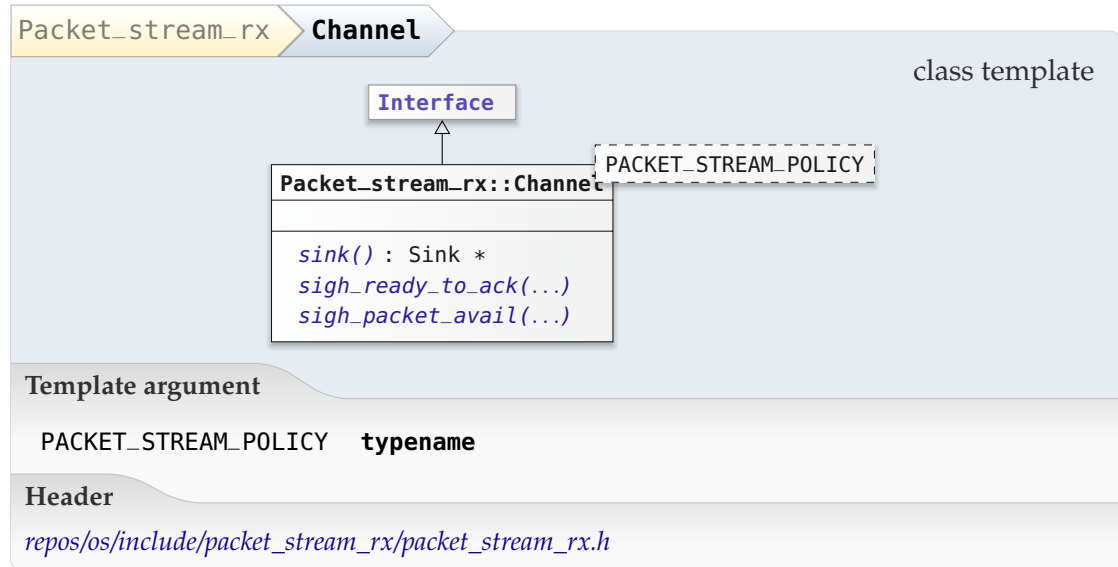 Packet_stream_rx Channel
class template
Interface
PACKET_STREAM_POLICY
Packet_stream_rx::Channel
sink() : Sink *
sigh_ready_to_ack(...)
sigh_packet_avail(...)
Template argument
PACKET_STREAM_POLICY typename
Header
repos/os/include/packet_stream_rx/packet_stream_rx.h